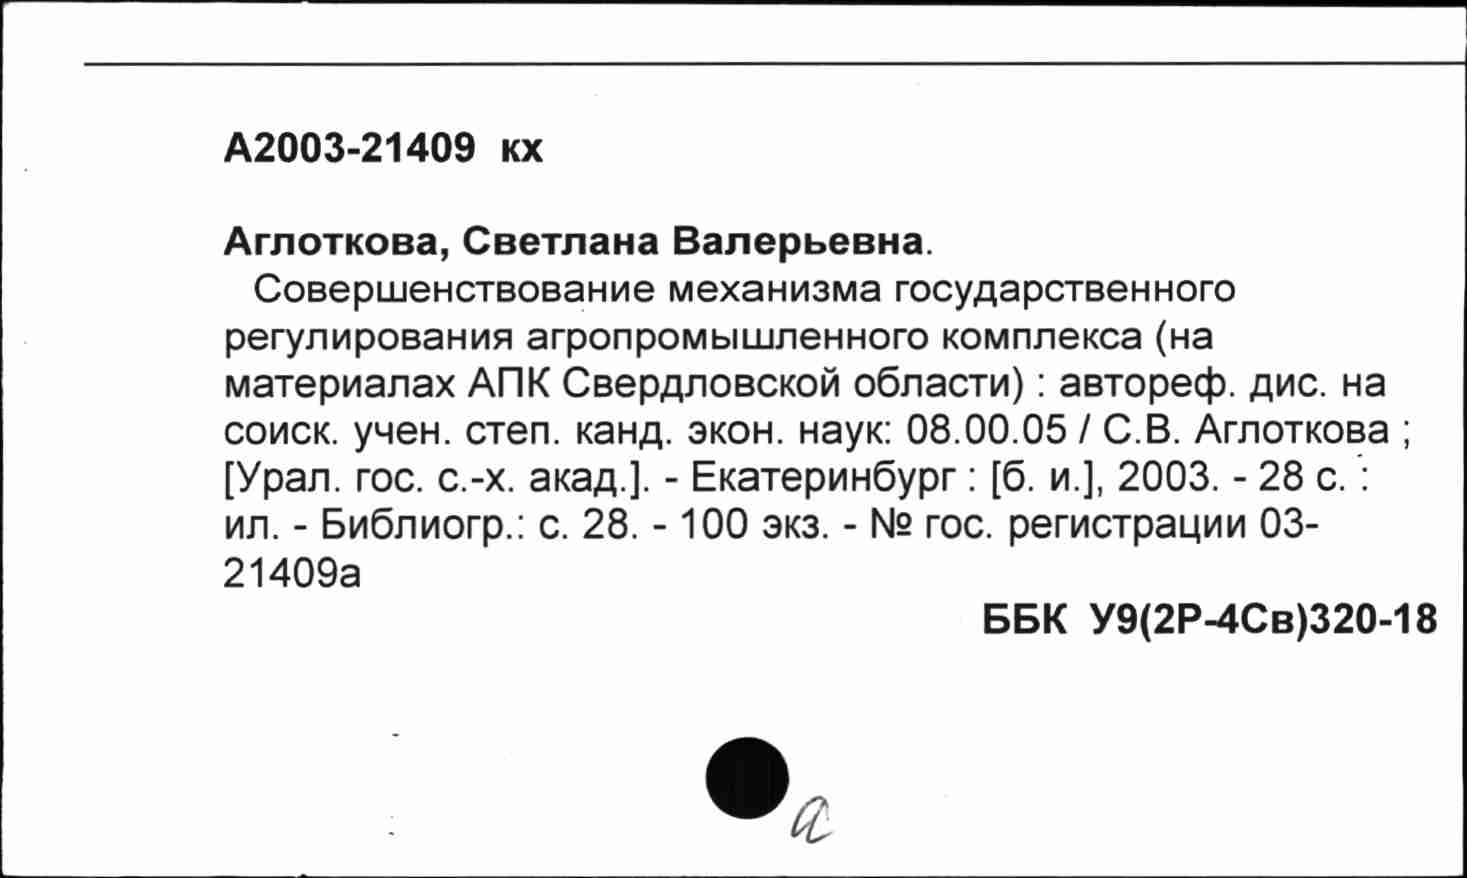 А2003-21409 кх
Аглоткова, Светлана Валерьевна.
Совершенствование механизма государственного
регулирования агропромышленного комплекса (на
материалах АПК Свердловской области) : автореф. дис. на
соиск. учен. степ. канд. экон. наук: 08.00.05 / С.В. Аглоткова ;
[Урал. гос. с.-х. акад.]. - Екатеринбург : [б. и.], 2003. - 28 с. :
ил. - Библиогр.: с. 28. - 100 экз. - № гос. регистрации 03-
21409а
ББК У9(2Р-4Св)320-18
а